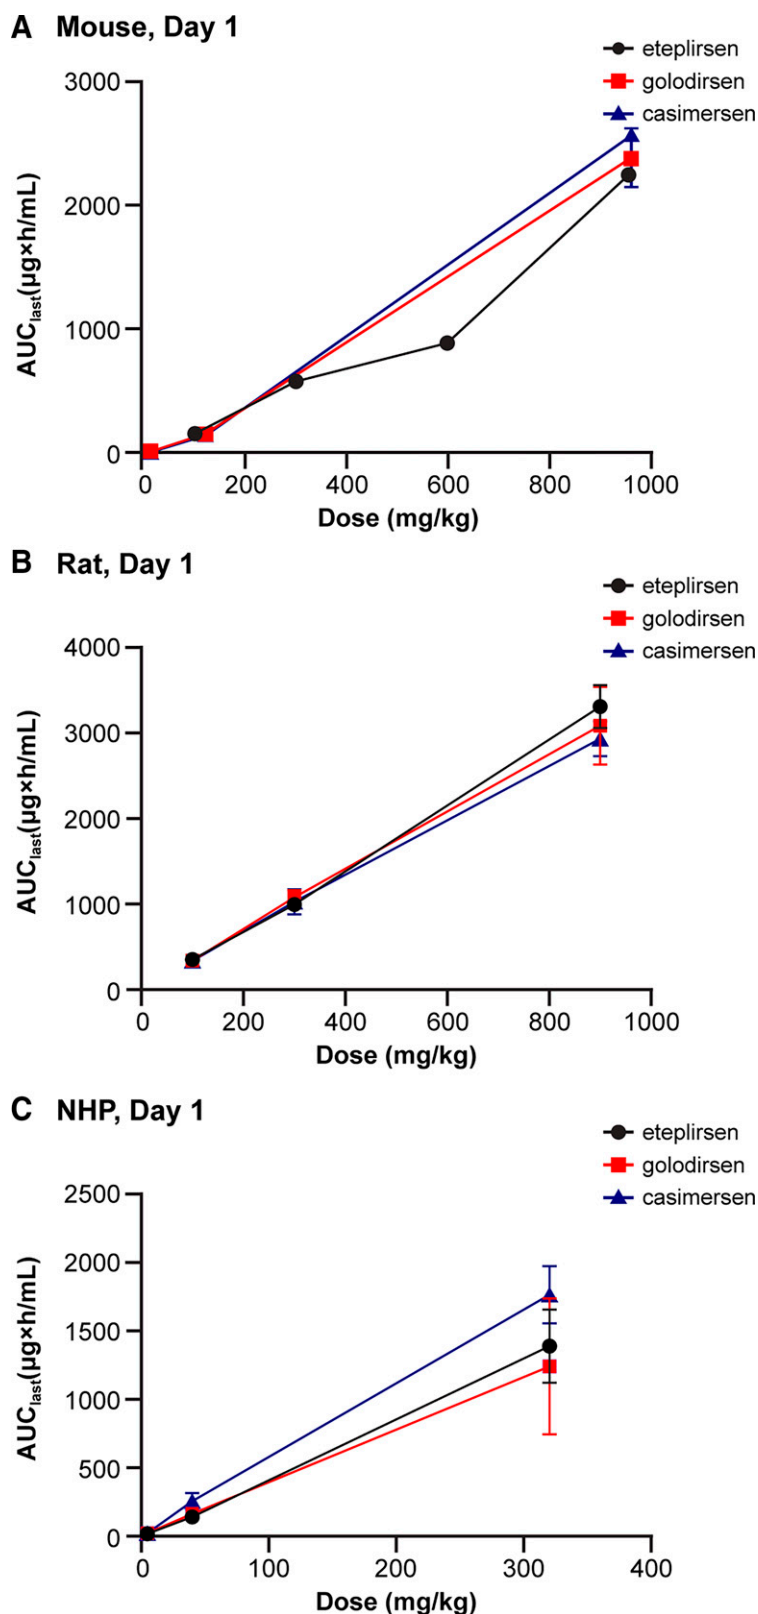 A Mouse, Day 1
eteplirsen
golodirsen
casimersen
3000
2000
1000
0
AUClast(µg×h/mL)
0 200 400 600 800 1000
Dose (mg/kg)
B Rat, Day 1
eteplirsen
golodirsen
casimersen
4000
3000
2000
1000
0
AUClast(µg×h/mL)
0 200 400 600 800 1000
Dose (mg/kg)
C NHP, Day 1
eteplirsen
golodirsen
casimersen
2500
2000
1500
1000
500
0
AUClast(µg×h/mL)
0 100 200 300 400
Dose (mg/kg)